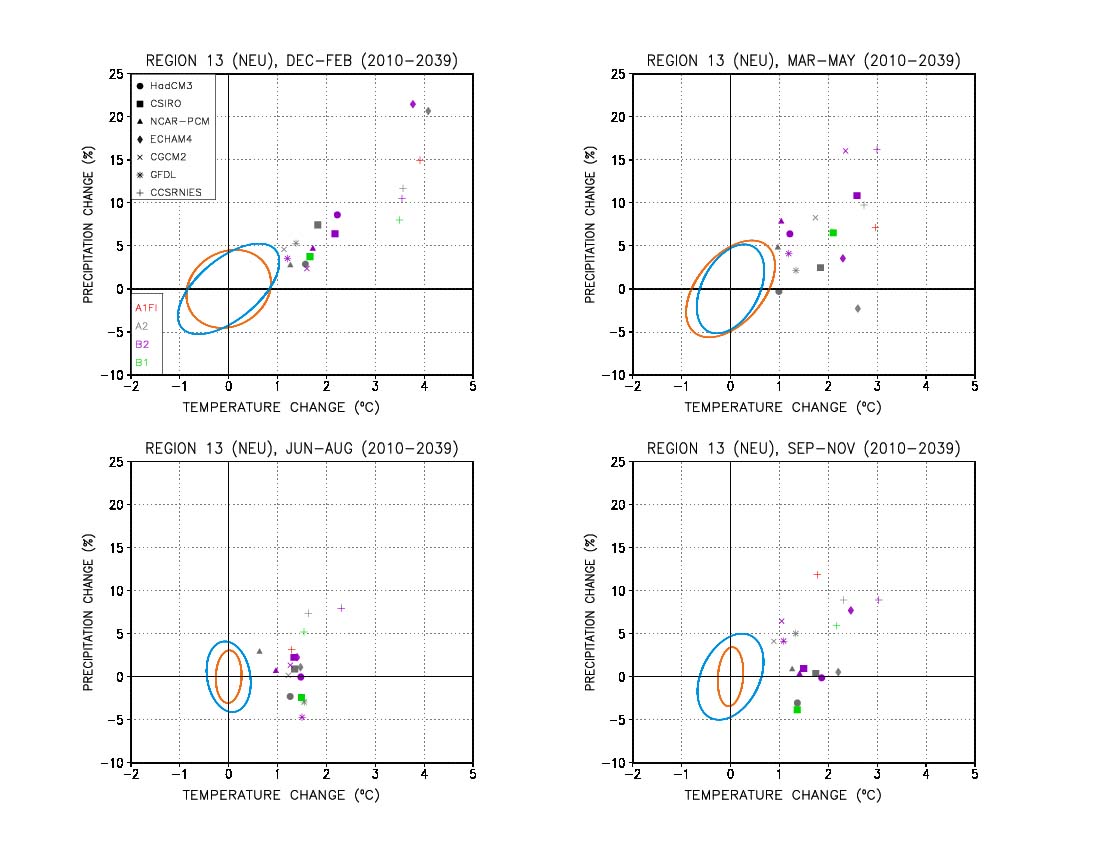 REGION 13 (NEU), DEC-FEB (2010-2039)
25
20
15
10
5
0
-5
-10
PRECIPITATION CHANGE (%)
HadCM3
CSIRO
NCAR-PCM
ECHAM4
CGCM2
GFDL
CCSRNIES
A1FI
A2
B2
B1
-2 -1 0 1 2 3 4 5
TEMPERATURE CHANGE (ºC)
REGION 13 (NEU), MAR-MAY (2010-2039)
25
20
15
10
5
0
-5
-10
PRECIPITATION CHANGE (%)
-2 -1 0 1 2 3 4 5
TEMPERATURE CHANGE (ºC)
REGION 13 (NEU), JUN-AUG (2010-2039)
25
20
15
10
5
0
-5
-10
PRECIPITATION CHANGE (%)
-2 -1 0 1 2 3 4 5
TEMPERATURE CHANGE (ºC)
REGION 13 (NEU), SEP-NOV (2010-2039)
25
20
15
10
5
0
-5
-10
PRECIPITATION CHANGE (%)
-2 -1 0 1 2 3 4 5
TEMPERATURE CHANGE (ºC)